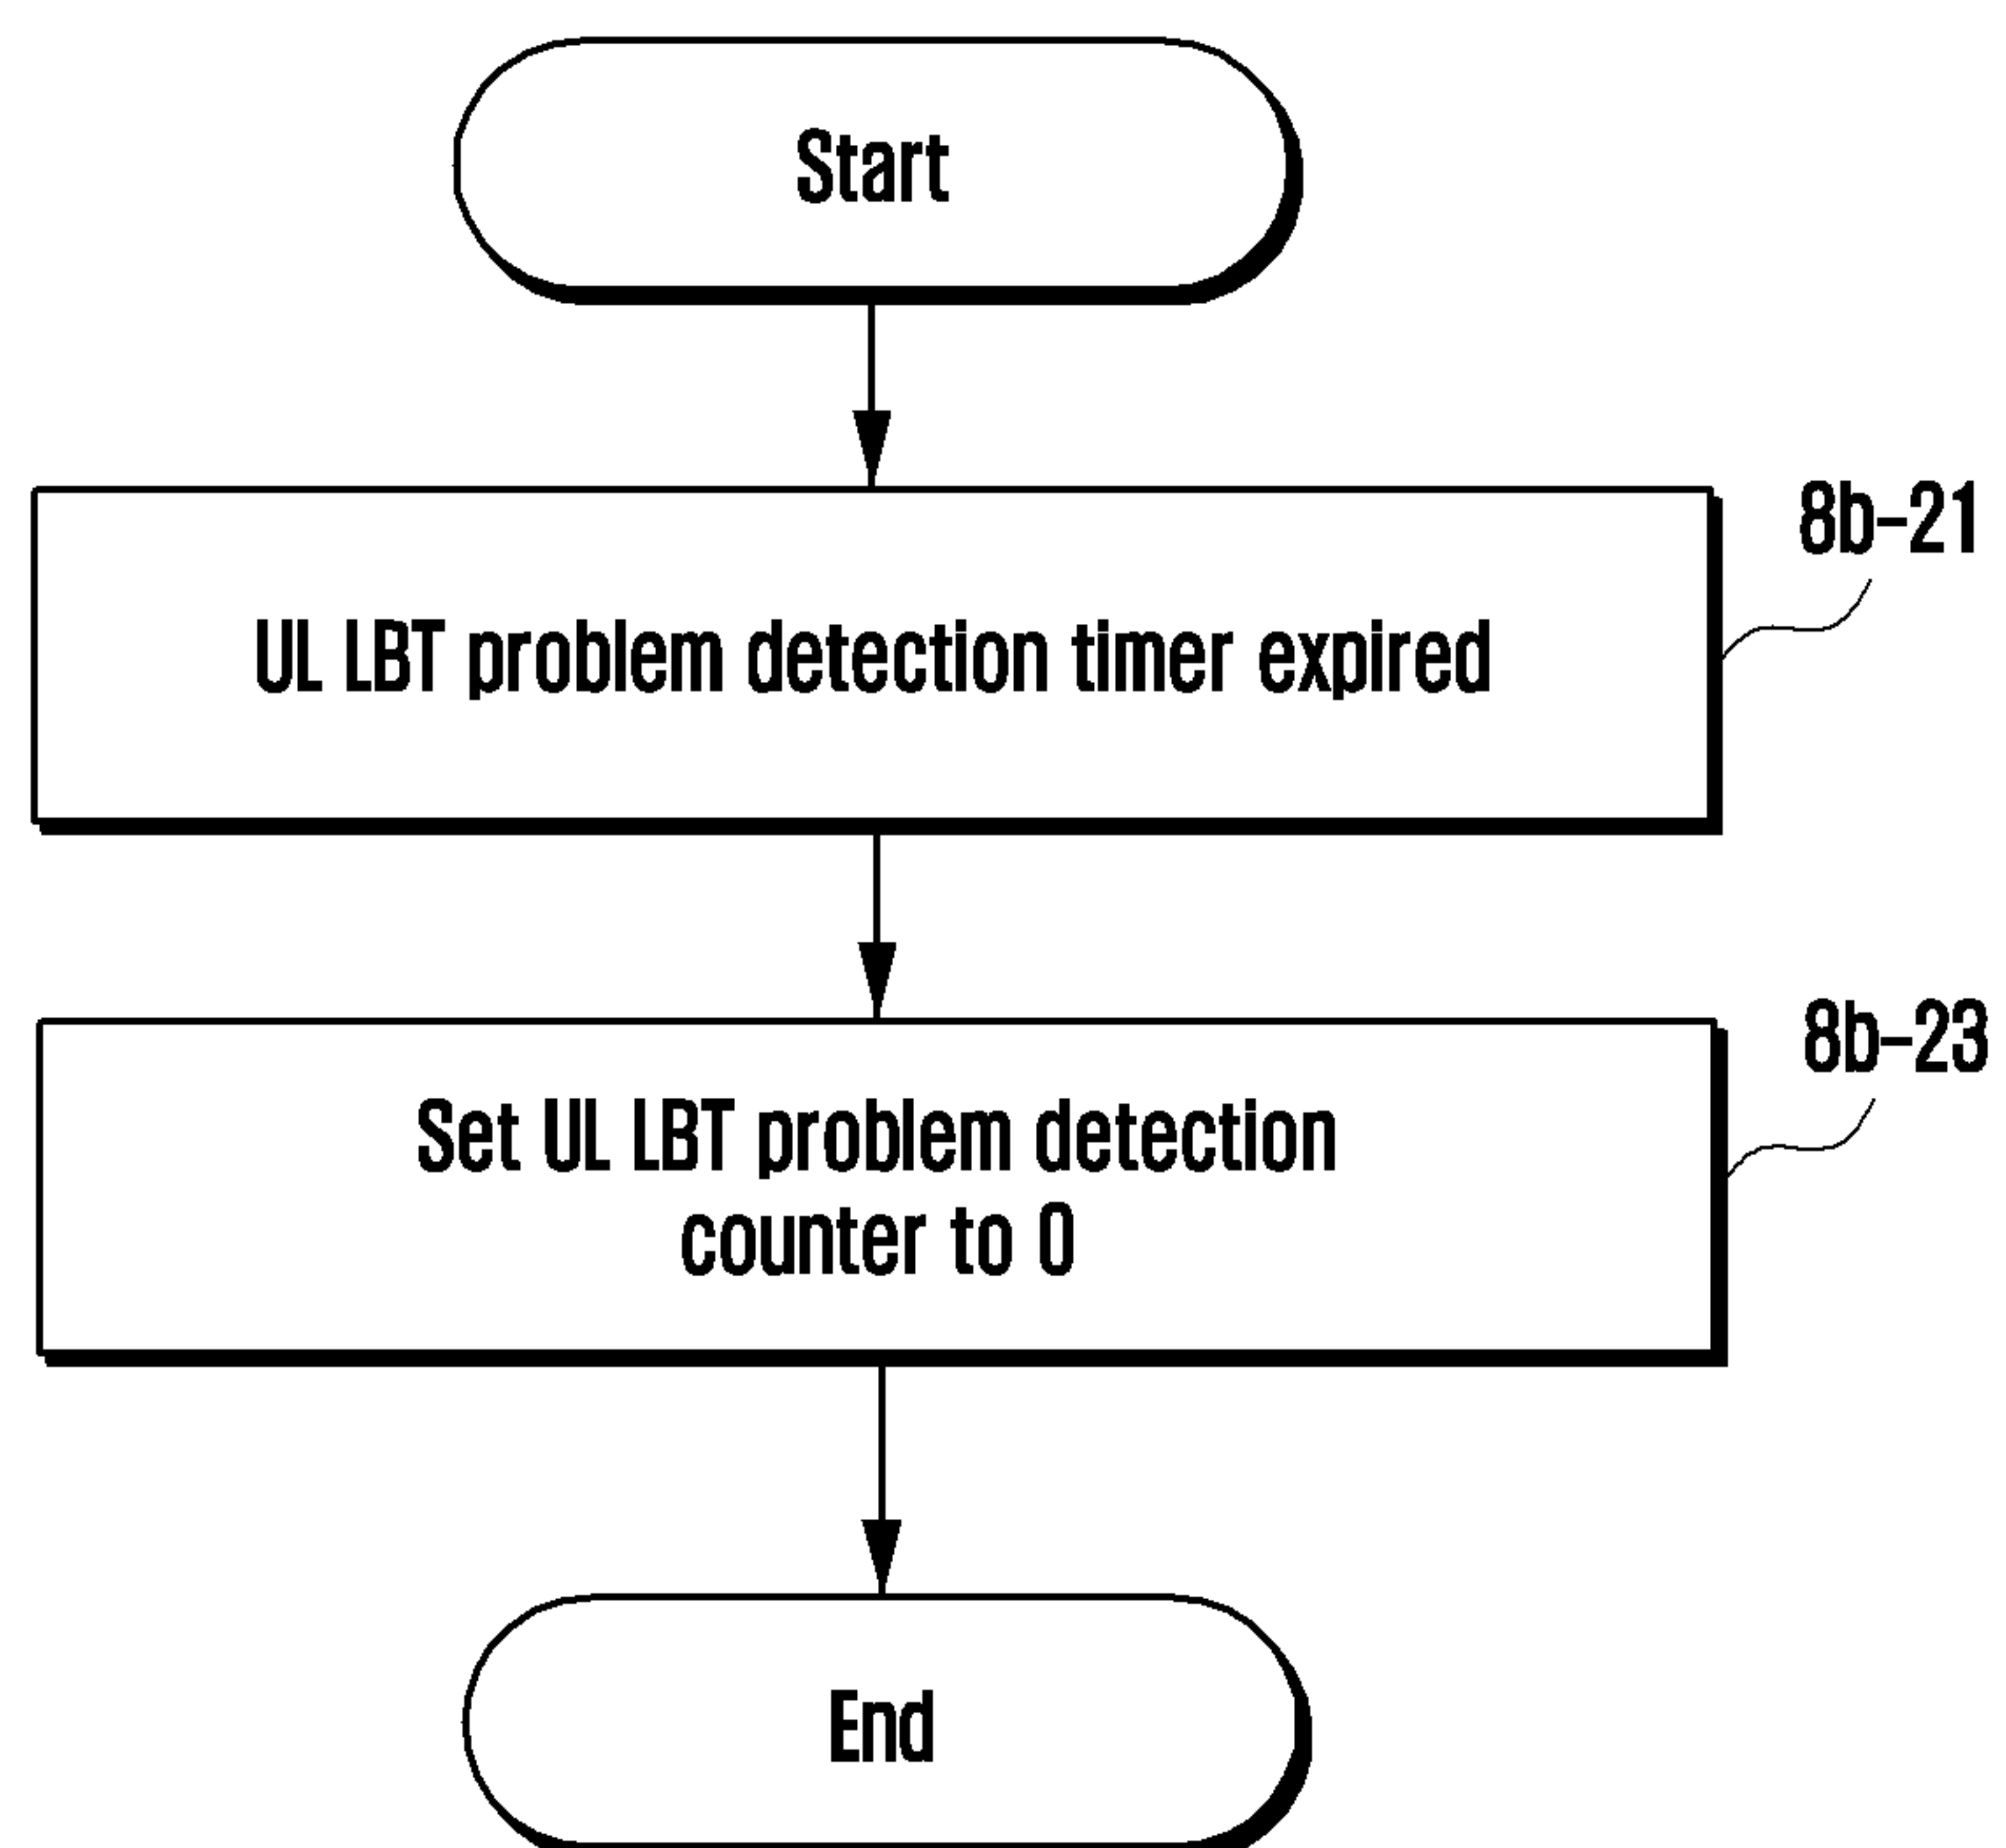 Start
8b-21
UL LBT problem detection timer expired
8b-23
Set UL LBT problem detection
counter to 0
End